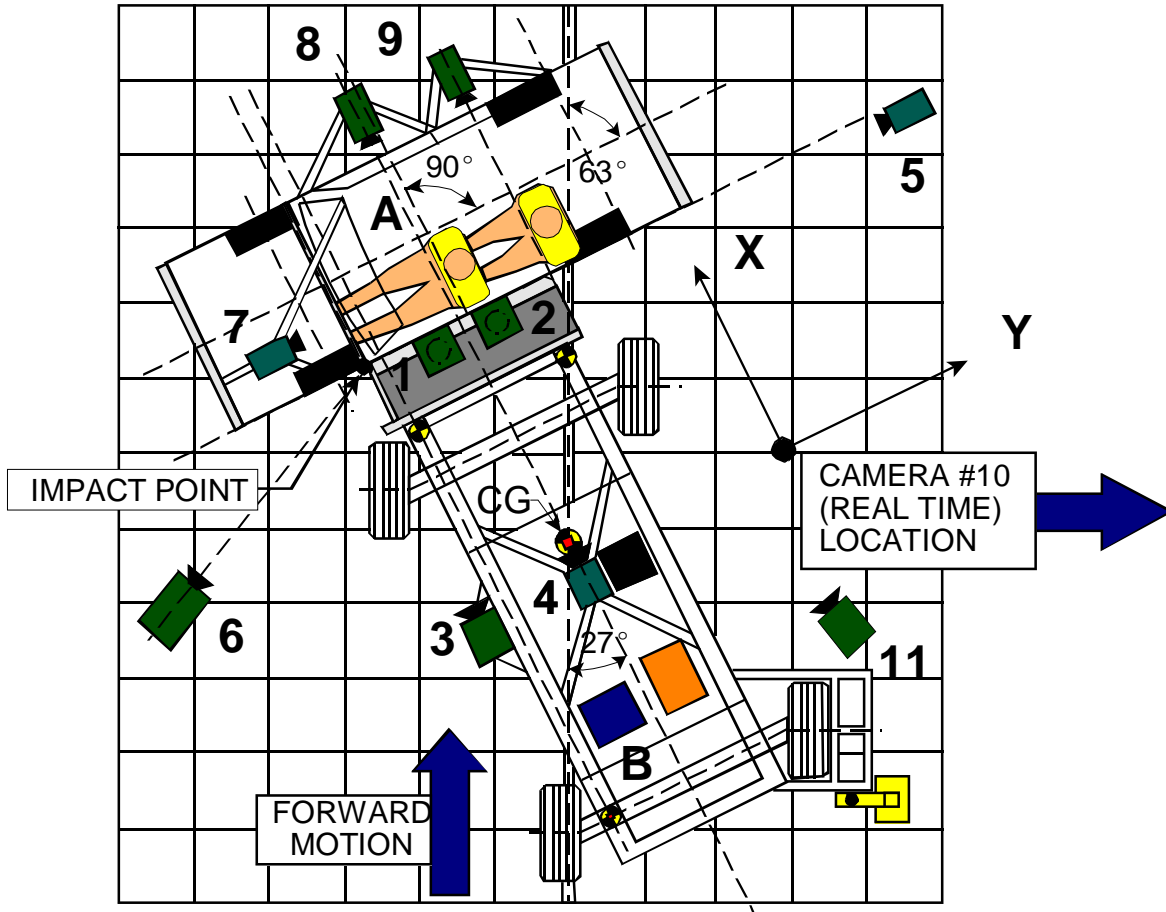 8
9
5
90°
63°
A
X
Y
7
2
1
IMPACT POINT
CG
CAMERA #10
(REAL TIME)
LOCATION
6
3
4
27°
11
B
FORWARD
MOTION